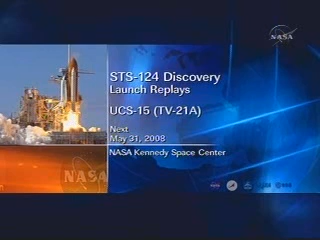 NASA
STS-124 Discovery
Launch Replays
UCS-15 (TV-21A)
Next
May 31, 2008
NASA Kennedy Space Center
NASA